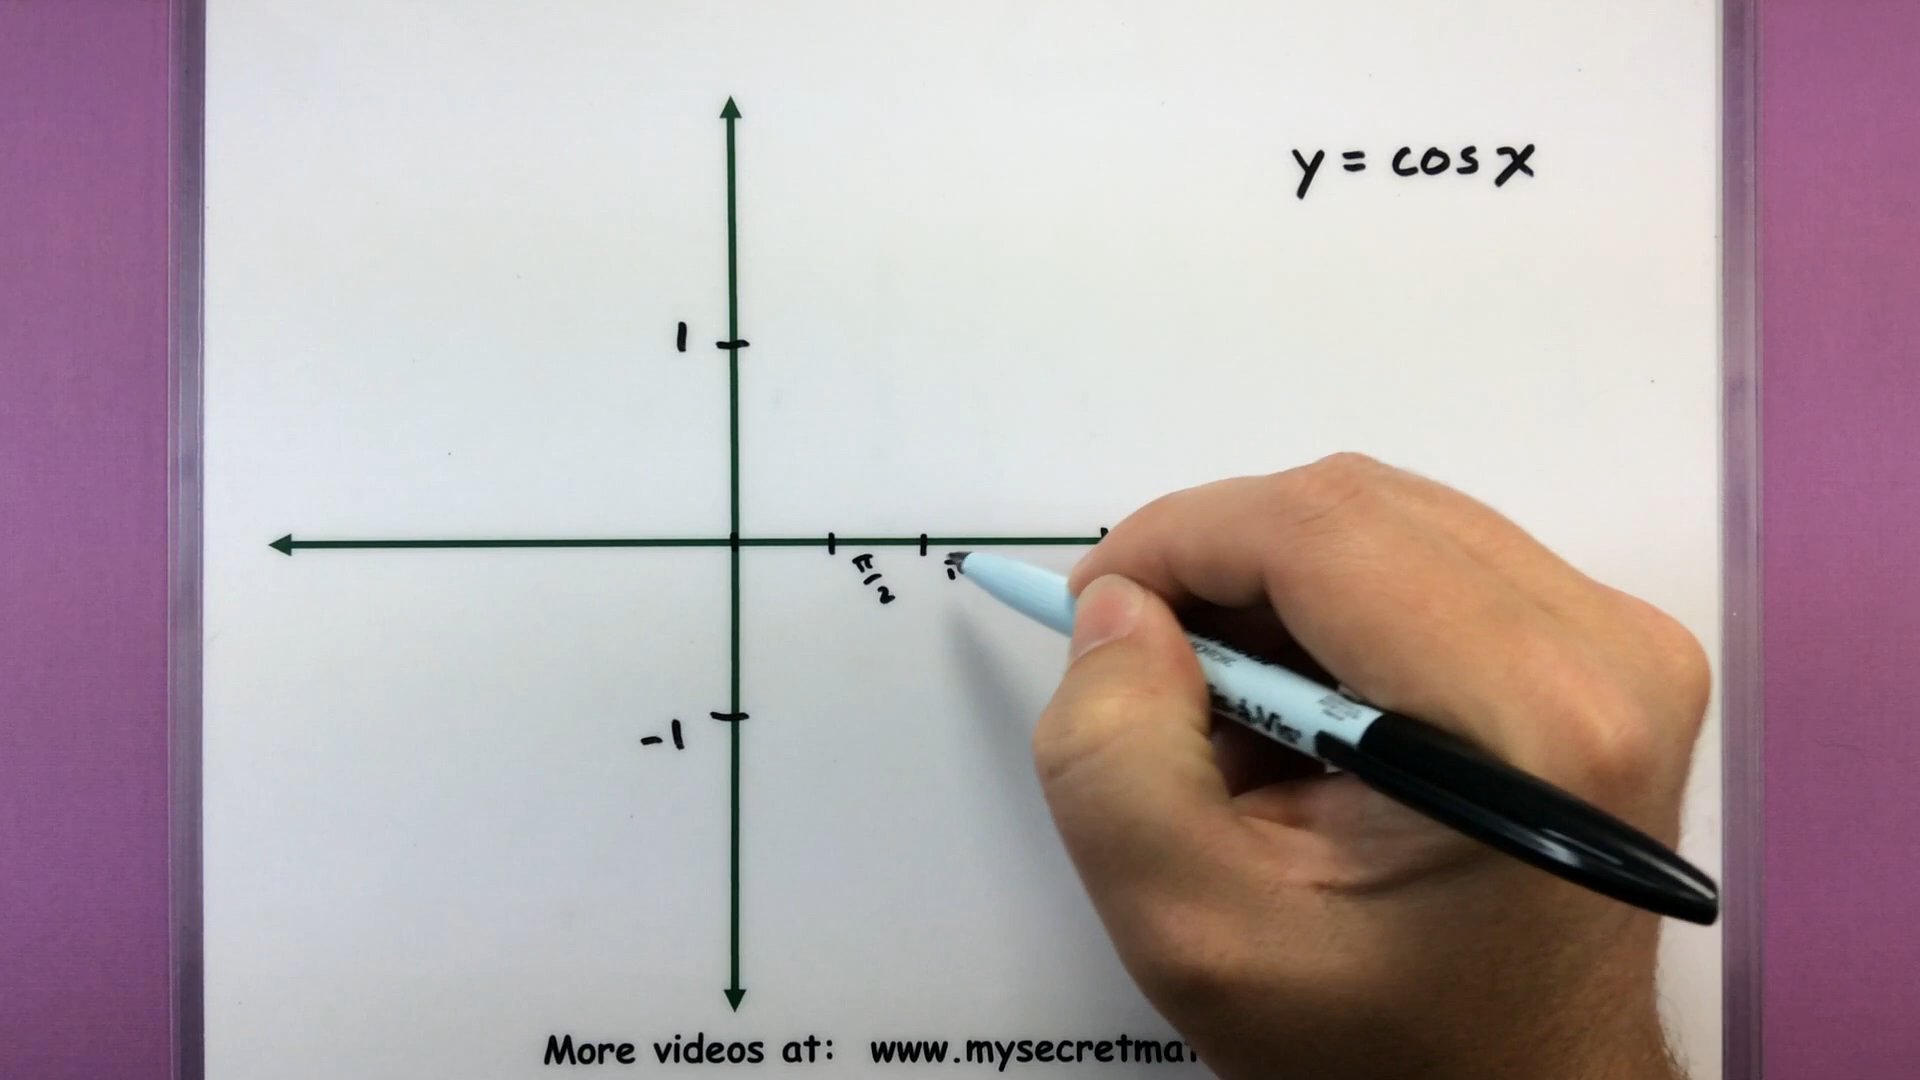 y = cos x
1
π/2
-1
More videos at: www.mysecretma